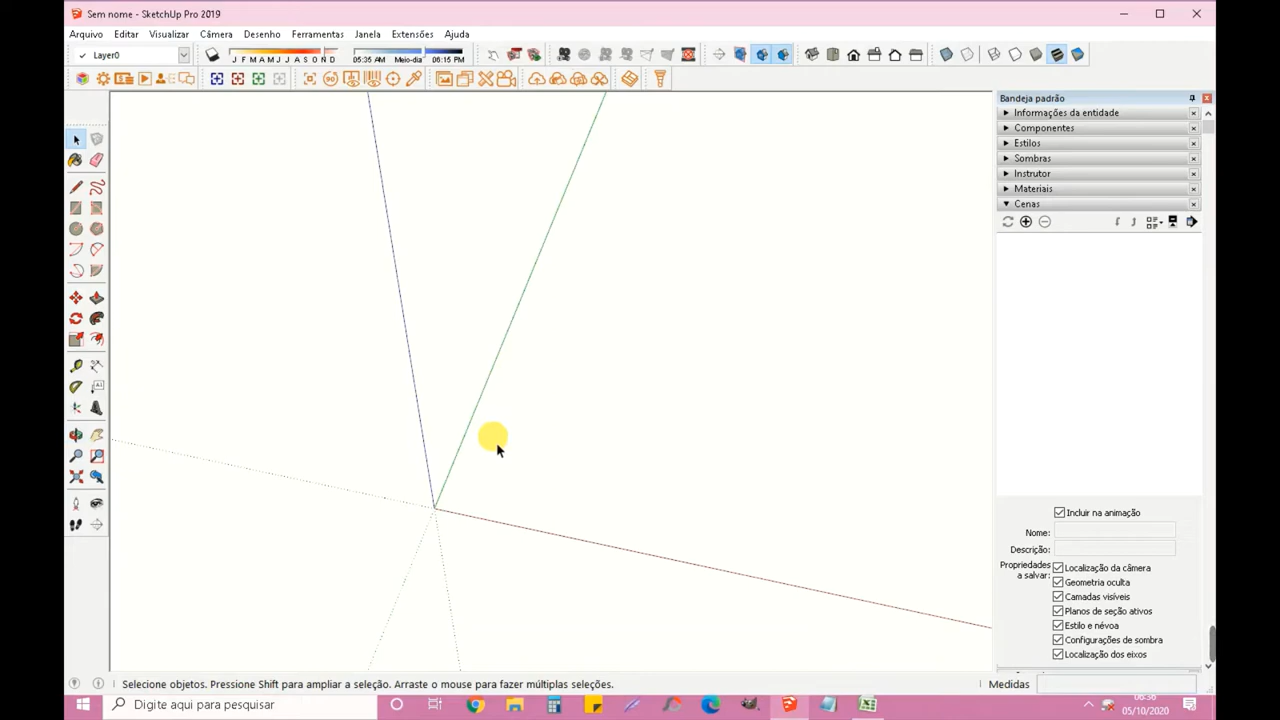 Sem nome - SketchUp Pro 2019
Arquivo Editar Visualizar Câmera Desenho Ferramentas Janela Extensões Ajuda
Layer0
J F M A M J J A S O N D
05:35 AM Meio-dia 06:15 PM
Bandeja padrão
Informações da entidade
Componentes
Estilos
Sombras
Instrutor
Materiais
Cenas
Incluir na animação
Nome:
Descrição:
Propriedades
a salvar:
Localização da câmera
Geometria oculta
Camadas visíveis
Planos de seção ativos
Estilo e névoa
Configurações de sombra
Localização dos eixos
Selecione objetos. Pressione Shift para ampliar a seleção. Arraste o mouse para fazer múltiplas seleções.
Medidas
Digite aqui para pesquisar
05/10/2020